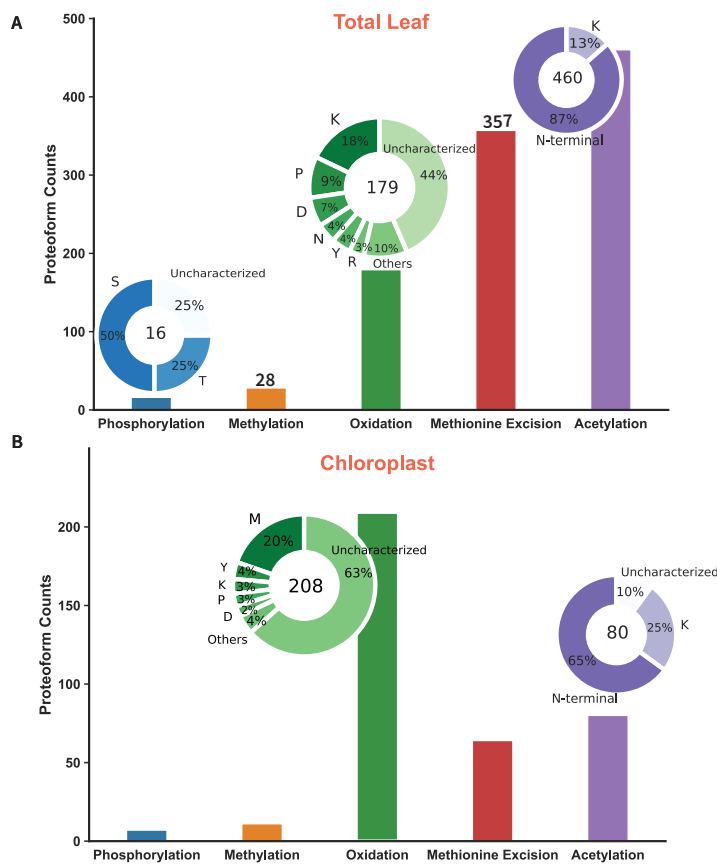 A
Total Leaf
Proteoform Counts
500
400
300
200
100
0
S
Uncharacterized
25%
50%
16
25%
T
28
K
18%
Uncharacterized
P
9%
44%
179
D
7%
N
4%
Y
4%
R
3%
10%
Others
357
K
13%
460
87%
N-terminal
Phosphorylation
Methylation
Oxidation
Methionine Excision
Acetylation
B
Chloroplast
Proteoform Counts
200
150
100
50
0
M
20%
Uncharacterized
63%
Y
4%
K
3%
208
P
3%
D
2%
Others
4%
Uncharacterized
10%
80
25%
K
65%
N-terminal
Phosphorylation
Methylation
Oxidation
Methionine Excision
Acetylation